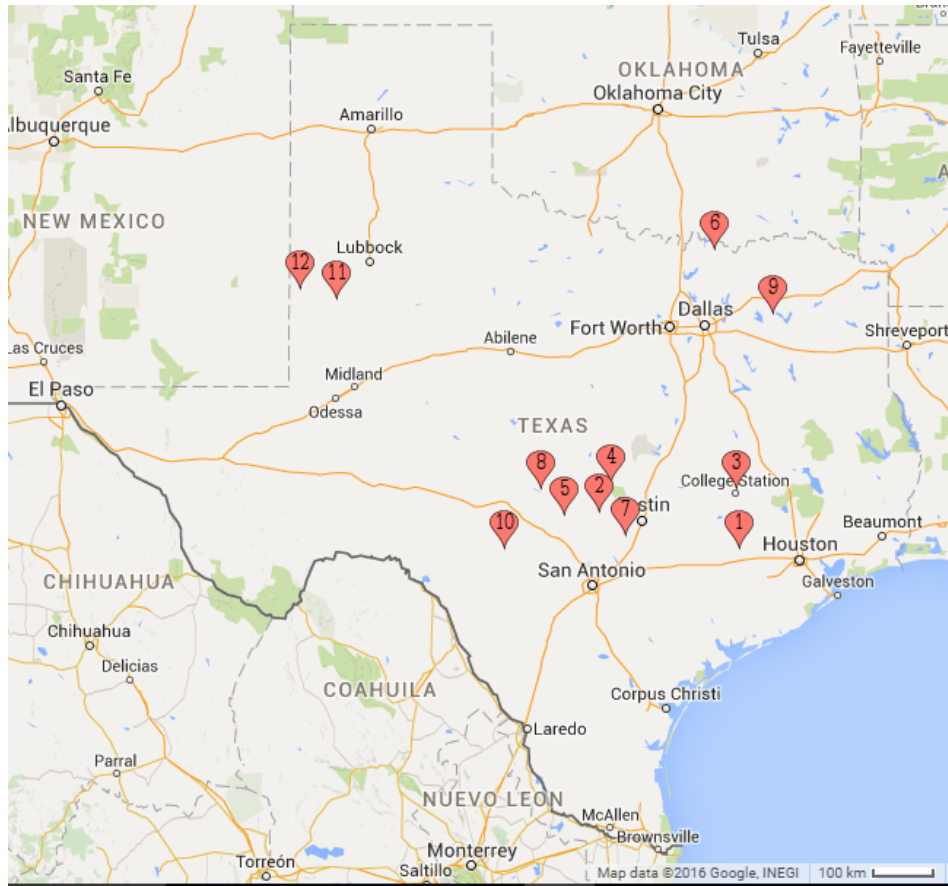 Tulsa
Fayetteville
Santa Fe
OKLAHOMA
Oklahoma City
Amarillo
Albuquerque
NEW MEXICO
6
Lubbock
12
11
9
Dallas
Fort Worth
Abilene
Shreveport
Las Cruces
Midland
El Paso
Odessa
TEXAS
8
4
3
College Station
5
2
7
stin
10
1
Beaumont
Houston
San Antonio
CHIHUAHUA
Galveston
Chihuahua
Delicias
COAHUILA
Corpus Christi
Laredo
Parral
NUEVO LEON
McAllen
Brownsville
Monterrey
Torreón
Saltillo
Map data ©2016 Google, INEGI 100 km